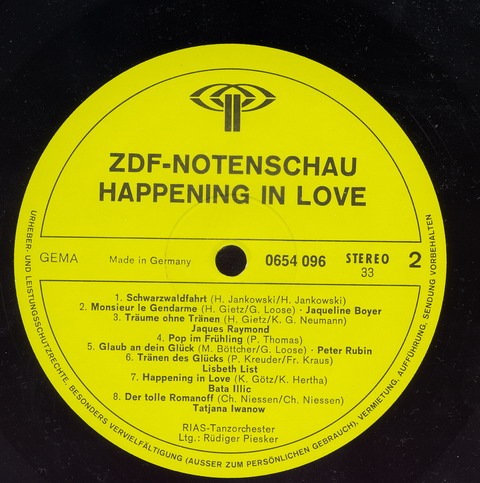 ZDF-NOTENSCHAU
HAPPENING IN LOVE
GEMA
Made in Germany
0654 096
STEREO
33
2
1. Schwarzwaldfahrt (H. Jankowski/H. Jankowski)
2. Monsieur le Gendarme (H. Gietz/G. Loose) · Jaqueline Boyer
3. Träume ohne Tränen (H. Gietz/K. G. Neumann)
Jaques Raymond
4. Pop im Frühling (P. Thomas)
5. Glaub an dein Glück (M. Böttcher/G. Loose) · Peter Rubin
6. Tränen des Glücks (P. Kreuder/Fr. Kraus)
Lisbeth List
7. Happening in Love (K. Götz/K. Hertha)
Bata Illic
8. Der tolle Romanoff (Ch. Niessen/Ch. Niessen)
Tatjana Iwanow
RIAS-Tanzorchester
Ltg.: Rüdiger Piesker
URHEBER- UND LEISTUNGSSCHUTZRECHTE, BESONDERS VERVIELFÄLTIGUNG (AUSSER ZUM PERSÖNLICHEN GEBRAUCH), VERMIETUNG, AUFFÜHRUNG, SENDUNG VORBEHALTEN